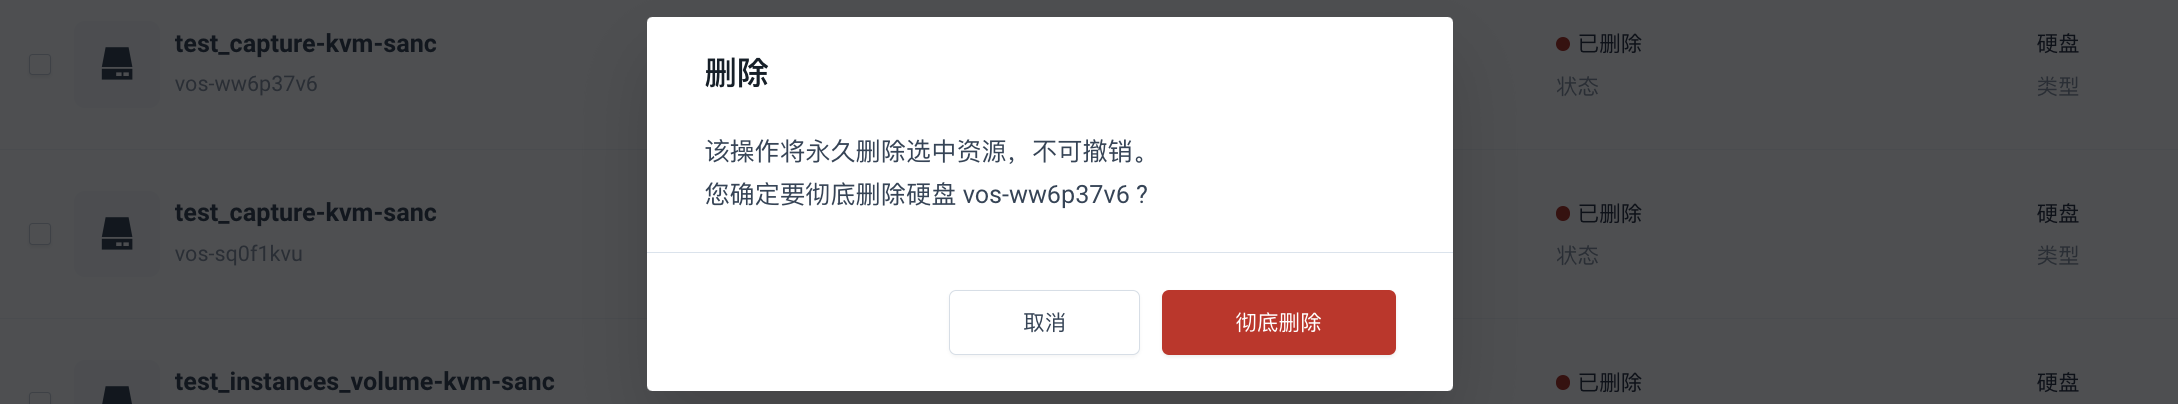 test_capture-kvm-sanc
vos-ww6p37v6
已删除
状态
硬盘
类型
删除
该操作将永久删除选中资源，不可撤销。
您确定要彻底删除硬盘 vos-ww6p37v6 ?
取消
彻底删除
test_capture-kvm-sanc
vos-sq0f1kvu
已删除
状态
硬盘
类型
test_instances_volume-kvm-sanc
已删除
硬盘